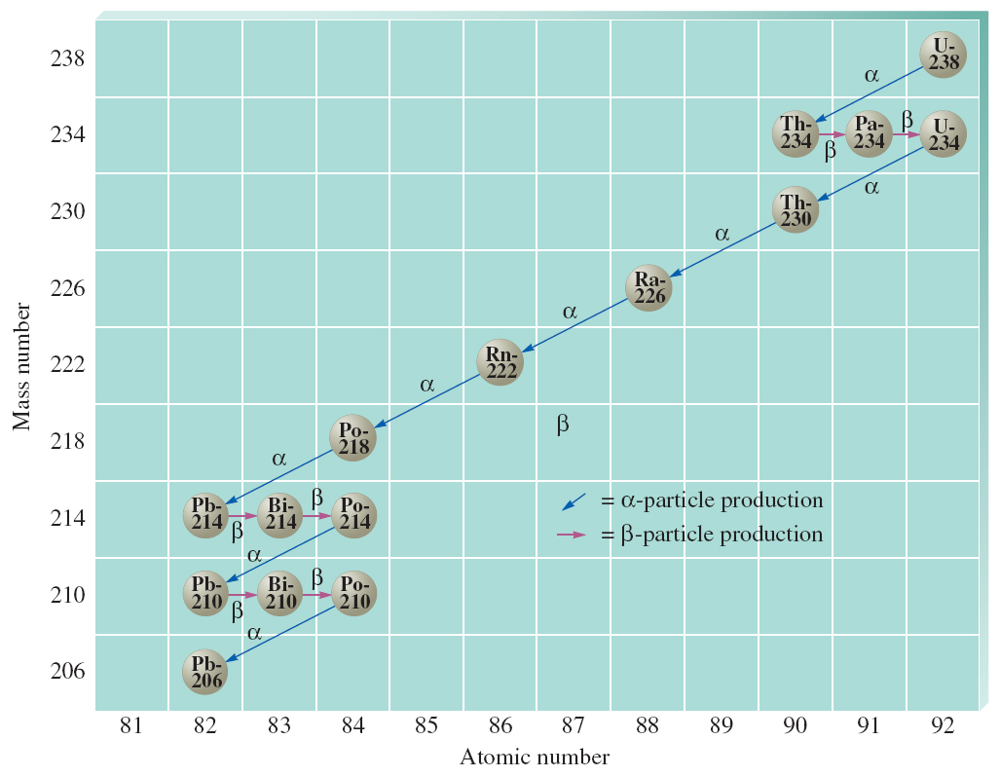 238
U-
238
α
234
Th-
234
β
Pa-
234
β
U-
234
α
230
Th-
230
α
226
Ra-
226
α
222
Rn-
222
α
218
Po-
218
β
α
214
Pb-
214
β
Bi-
214
β
Po-
214
= α-particle production
= β-particle production
α
210
Pb-
210
β
Bi-
210
β
Po-
210
α
206
Pb-
206
Mass number
81 82 83 84 85 86 87 88 89 90 91 92
Atomic number